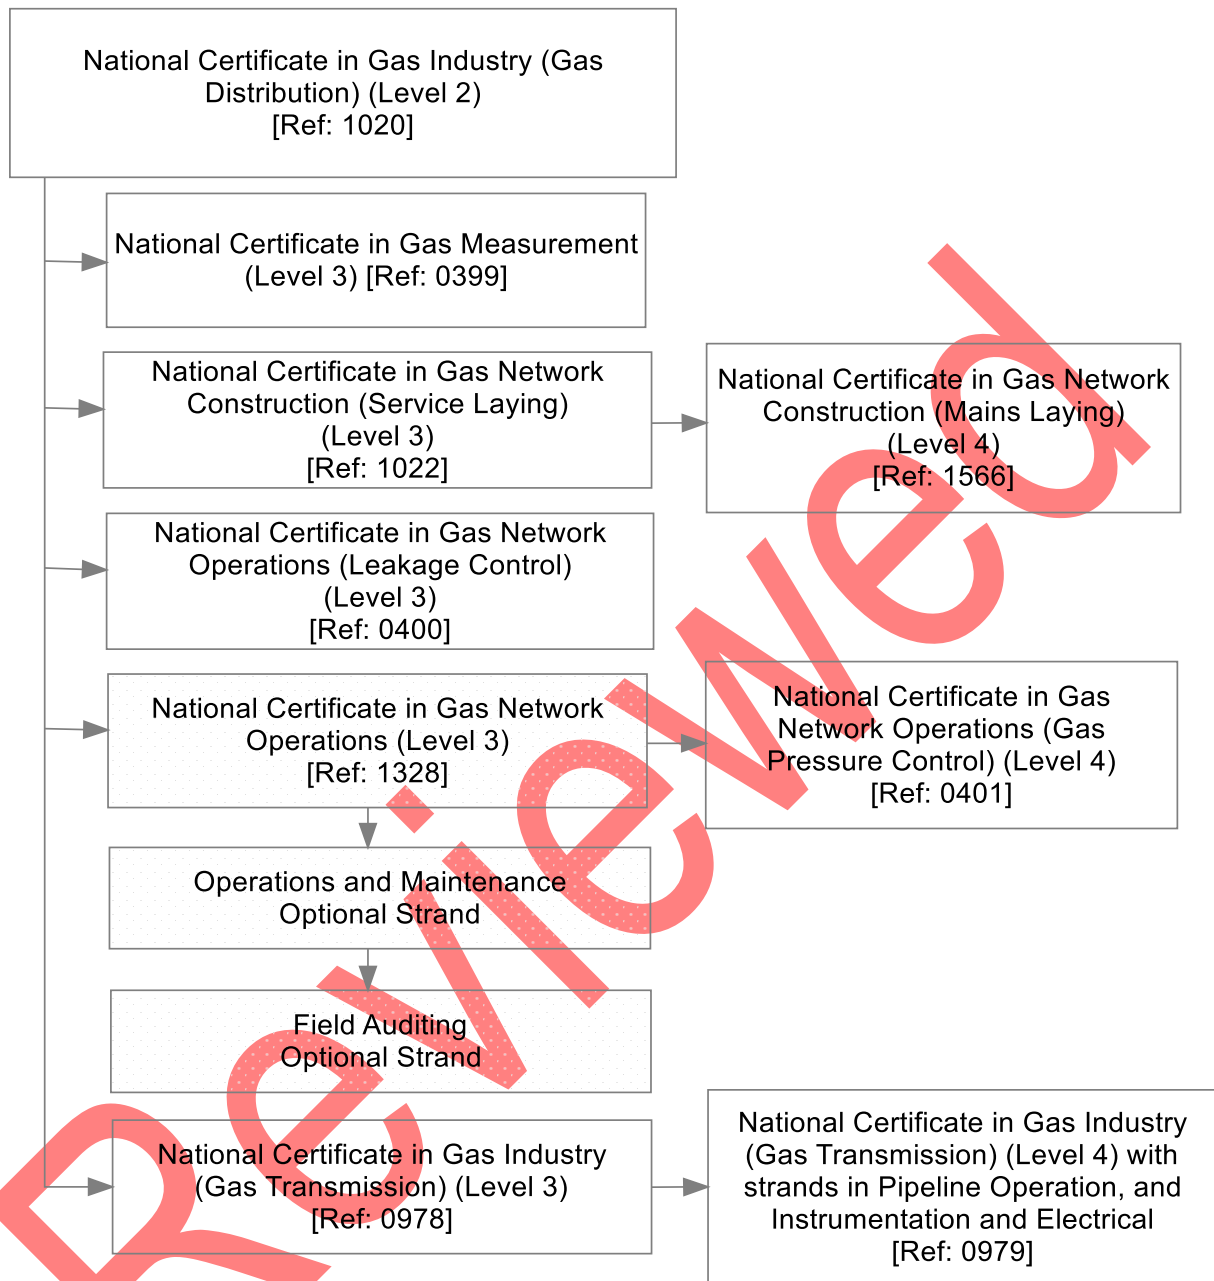 National Certificate in Gas Industry (Gas
Distribution) (Level 2)
[Ref: 1020]
National Certificate in Gas Measurement
(Level 3) [Ref: 0399]
National Certificate in Gas Network
Construction (Service Laying)
(Level 3)
[Ref: 1022]
National Certificate in Gas Network
Construction (Mains Laying)
(Level 4)
[Ref: 1566]
National Certificate in Gas Network
Operations (Leakage Control)
(Level 3)
[Ref: 0400]
National Certificate in Gas Network
Operations (Level 3)
[Ref: 1328]
National Certificate in Gas
Network Operations (Gas
Pressure Control) (Level 4)
[Ref: 0401]
Operations and Maintenance
Optional Strand
Field Auditing
Optional Strand
National Certificate in Gas Industry
(Gas Transmission) (Level 3)
[Ref: 0978]
National Certificate in Gas Industry
(Gas Transmission) (Level 4) with
strands in Pipeline Operation, and
Instrumentation and Electrical
[Ref: 0979]
Reviewed